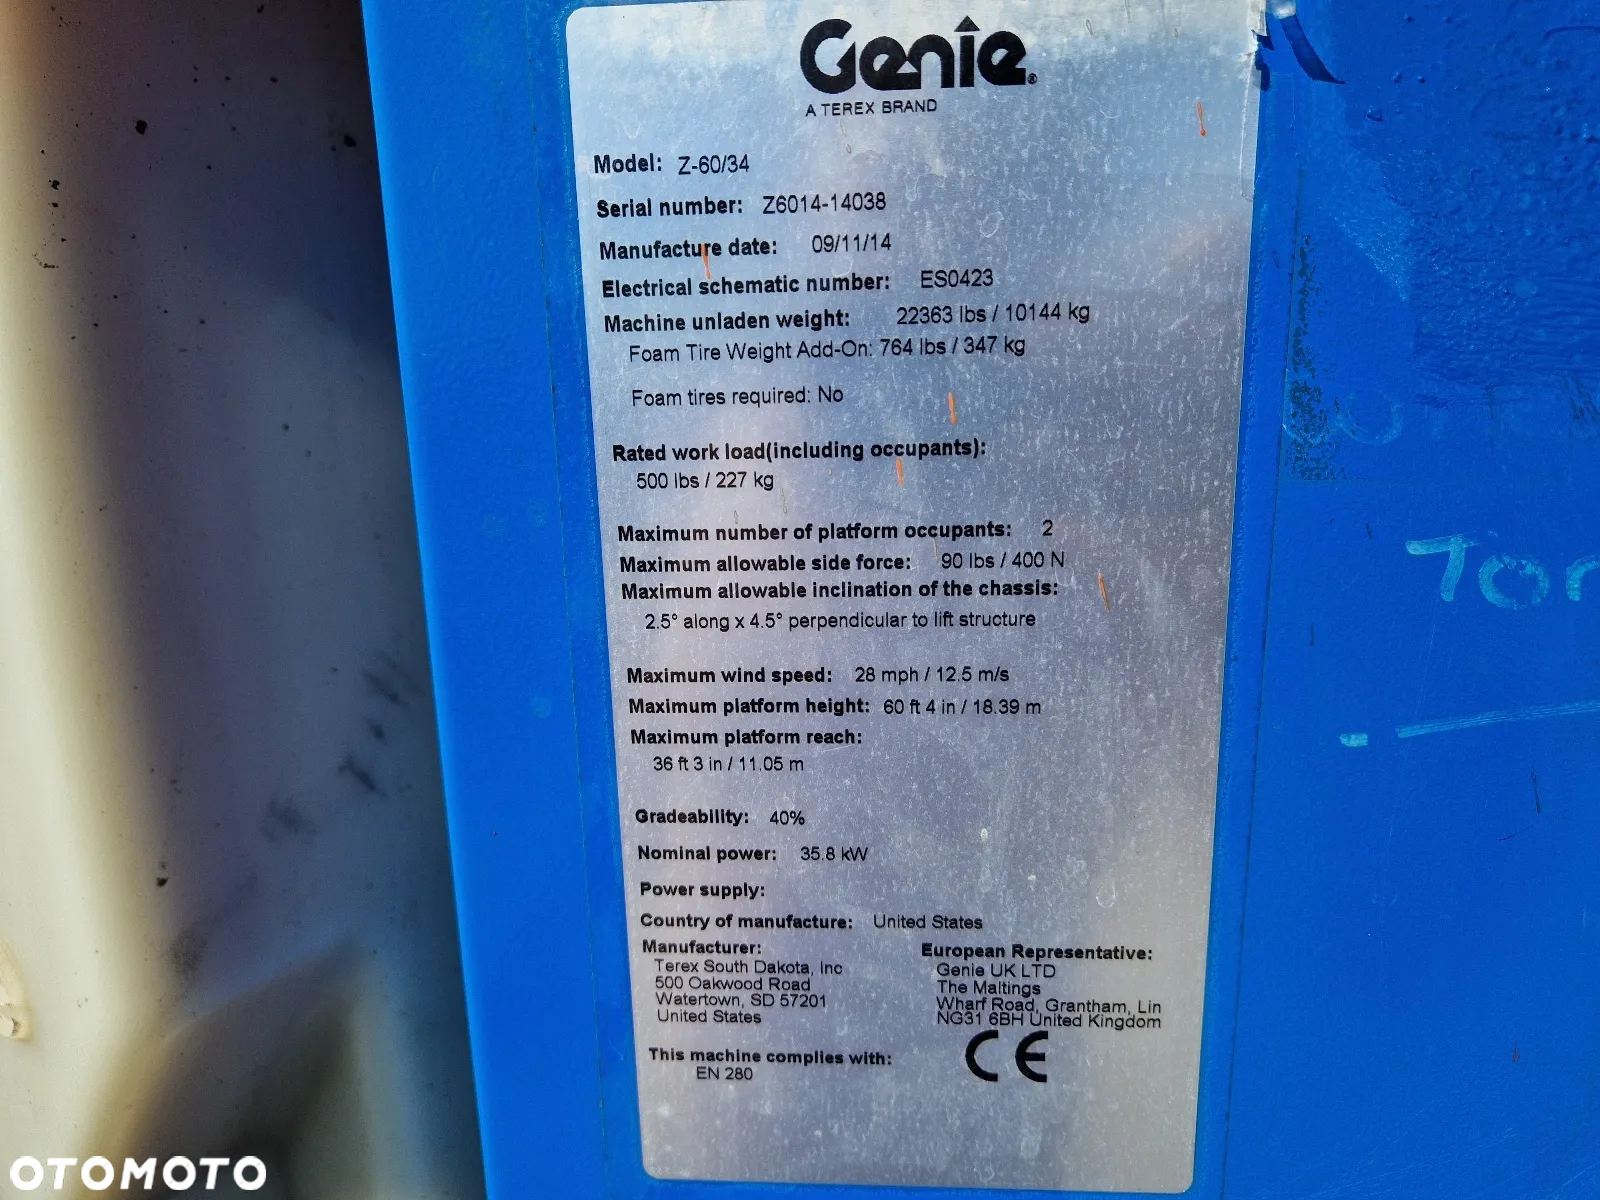 Genie®
A TEREX BRAND
Model: Z-60/34
Serial number: Z6014-14038
Manufacture date: 09/11/14
Electrical schematic number: ES0423
Machine unladen weight: 22363 lbs / 10144 kg
Foam Tire Weight Add-On: 764 lbs / 347 kg
Foam tires required: No
Rated work load(including occupants):
500 lbs / 227 kg
Maximum number of platform occupants: 2
Maximum allowable side force: 90 lbs / 400 N
Maximum allowable inclination of the chassis:
2.5° along x 4.5° perpendicular to lift structure
Maximum wind speed: 28 mph / 12.5 m/s
Maximum platform height: 60 ft 4 in / 18.39 m
Maximum platform reach:
36 ft 3 in / 11.05 m
Gradeability: 40%
Nominal power: 35.8 kW
Power supply:
Country of manufacture: United States
Manufacturer:
Terex South Dakota, Inc
500 Oakwood Road
Watertown, SD 57201
United States
European Representative:
Genie UK LTD
The Maltings
Wharf Road, Grantham, Lin
NG31 6BH United Kingdom
This machine complies with:
EN 280
CE
OTOMOTO